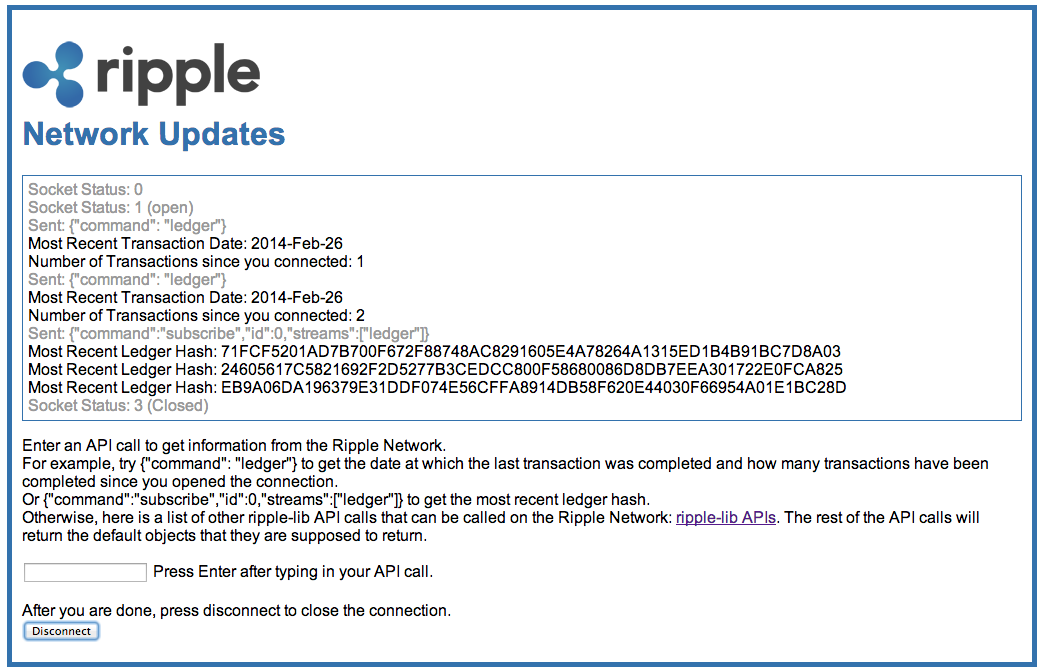 ripple
Network Updates
Socket Status: 0
Socket Status: 1 (open)
Sent: {"command": "ledger"}
Most Recent Transaction Date: 2014-Feb-26
Number of Transactions since you connected: 1
Sent: {"command": "ledger"}
Most Recent Transaction Date: 2014-Feb-26
Number of Transactions since you connected: 2
Sent: {"command":"subscribe","id":0,"streams":["ledger"]}
Most Recent Ledger Hash: 71FCF5201AD7B700F672F88748AC8291605E4A78264A1315ED1B4B91BC7D8A03
Most Recent Ledger Hash: 24605617C5821692F2D5277B3CEDCC800F58680086D8DB7EEA301722E0FCA825
Most Recent Ledger Hash: EB9A06DA196379E31DDF074E56CFFA8914DB58F620E44030F66954A01E1BC28D
Socket Status: 3 (Closed)
Enter an API call to get information from the Ripple Network.
For example, try {"command": "ledger"} to get the date at which the last transaction was completed and how many transactions have been
completed since you opened the connection.
Or {"command":"subscribe","id":0,"streams":["ledger"]} to get the most recent ledger hash.
Otherwise, here is a list of other ripple-lib API calls that can be called on the Ripple Network: ripple-lib APIs. The rest of the API calls will
return the default objects that they are supposed to return.
Press Enter after typing in your API call.
After you are done, press disconnect to close the connection.
Disconnect